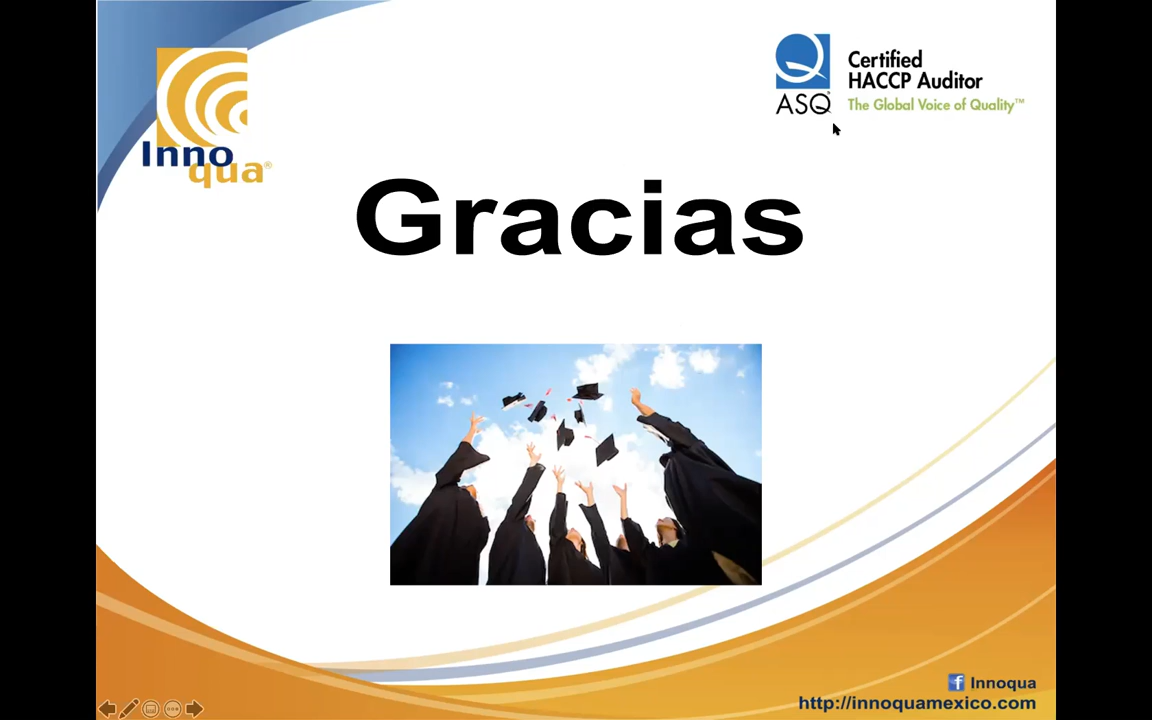 Inno
qua®
ASQ®
Certified
HACCP Auditor
The Global Voice of Quality™
Gracias
f Innoqua
http://innoquamexico.com